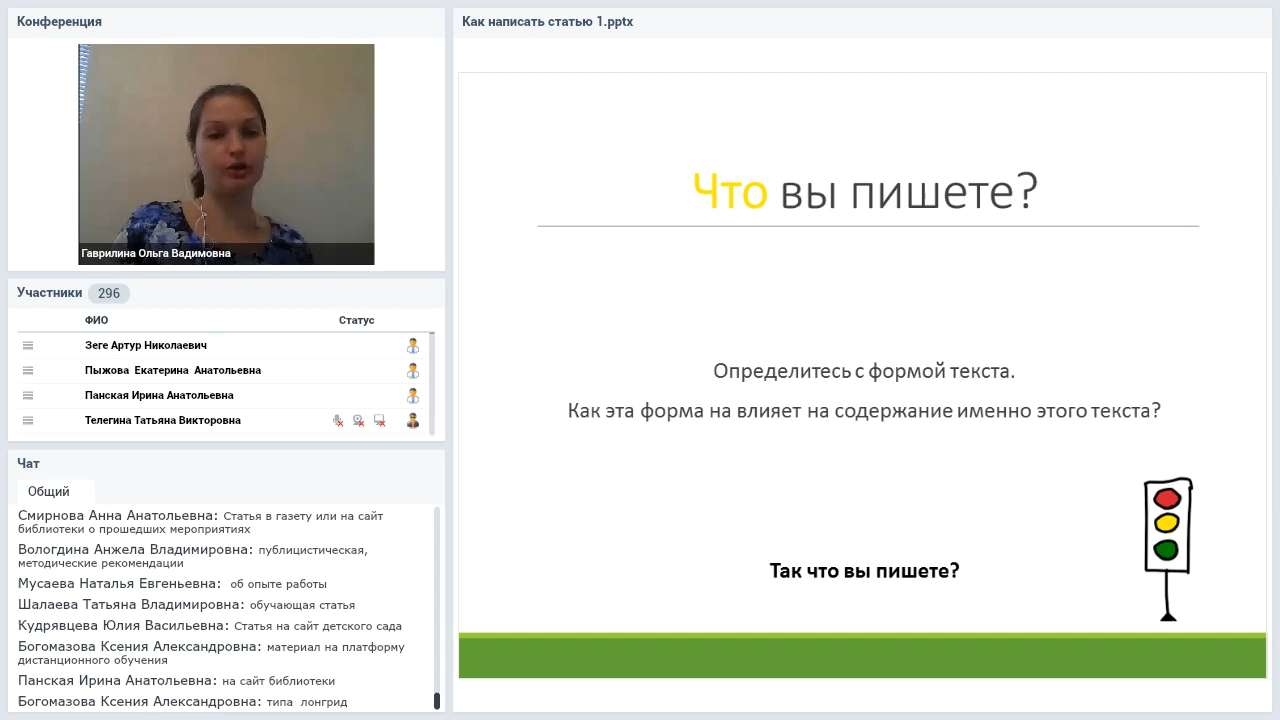 Конференция
Гаврилина Ольга Вадимовна
Участники 296
ФИО Статус
Зеге Артур Николаевич
Пыжова Екатерина Анатольевна
Панская Ирина Анатольевна
Телегина Татьяна Викторовна
Чат
Общий
Смирнова Анна Анатольевна: Статья в газету или на сайт
библиотеки о прошедших мероприятиях
Вологдина Анжела Владимировна: публицистическая,
методические рекомендации
Мусаева Наталья Евгеньевна: об опыте работы
Шалаева Татьяна Владимировна: обучающая статья
Кудрявцева Юлия Васильевна: Статья на сайт детского сада
Богомазова Ксения Александровна: материал на платформу
дистанционного обучения
Панская Ирина Анатольевна: на сайт библиотеки
Богомазова Ксения Александровна: типа лонгрид
Как написать статью 1.pptx
Что вы пишете?
Определитесь с формой текста.
Как эта форма на влияет на содержание именно этого текста?
Так что вы пишете?